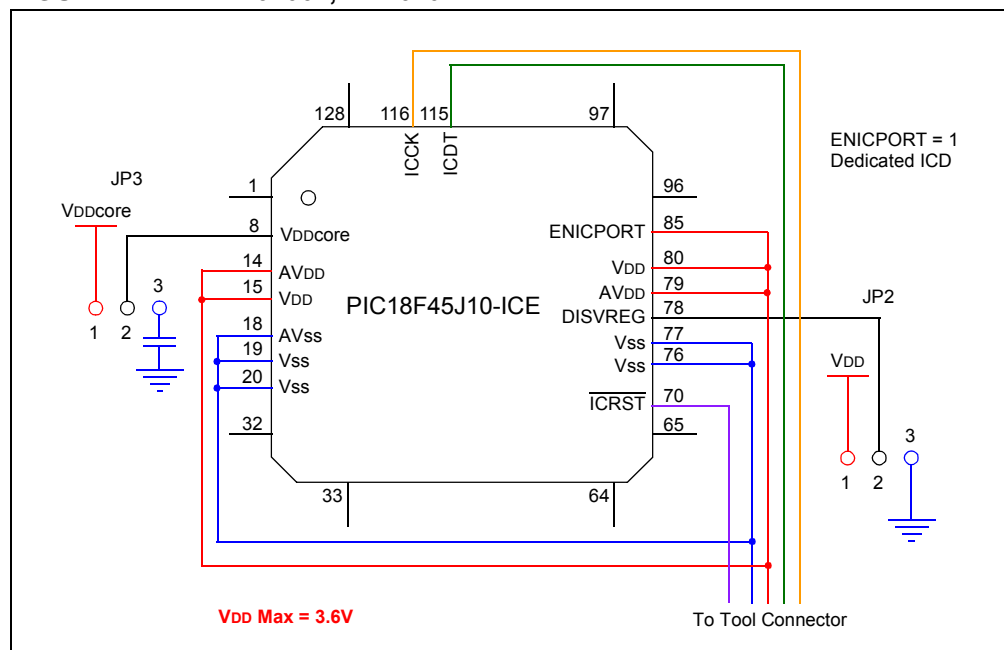 128
116
115
97
ICCK
ICDT
ENICPORT = 1
Dedicated ICD
JP3
VDDcore
1
2
3
1
8
VDDcore
14
AVDD
15
VDD
18
AVss
19
Vss
20
Vss
32
33
PIC18F45J10-ICE
96
ENICPORT
85
VDD
80
AVDD
79
DISVREG
78
Vss
77
Vss
76
ICRST
70
65
64
JP2
VDD
1
2
3
VDD Max = 3.6V
To Tool Connector